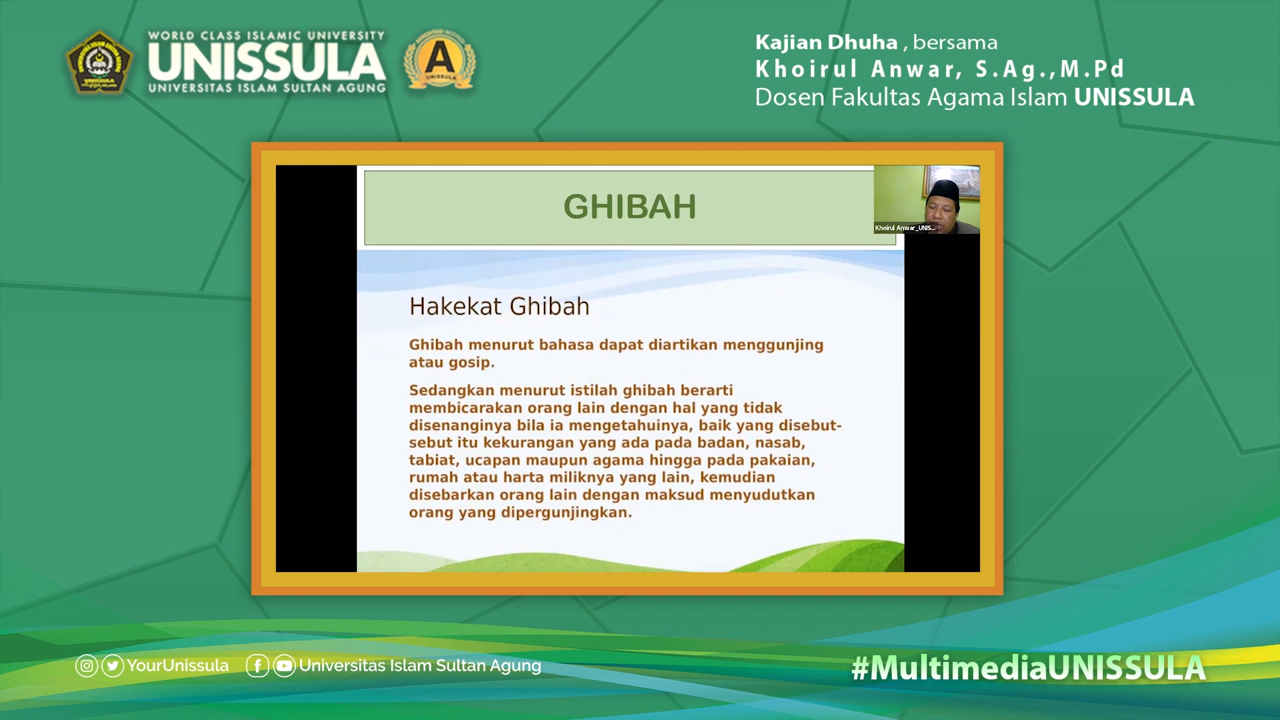 WORLD CLASS ISLAMIC UNIVERSITY
UNISSULA
UNIVERSITAS ISLAM SULTAN AGUNG
A
Kajian Dhuha , bersama
Khoirul Anwar, S.Ag.,M.Pd
Dosen Fakultas Agama Islam UNISSULA
GHIBAH
Khoirul Anwar_UNIS...
Hakekat Ghibah
Ghibah menurut bahasa dapat diartikan menggunjing
atau gosip.
Sedangkan menurut istilah ghibah berarti
membicarakan orang lain dengan hal yang tidak
disenanginya bila ia mengetahuinya, baik yang disebut-
sebut itu kekurangan yang ada pada badan, nasab,
tabiat, ucapan maupun agama hingga pada pakaian,
rumah atau harta miliknya yang lain, kemudian
disebarkan orang lain dengan maksud menyudutkan
orang yang dipergunjingkan.
YourUnissula
Universitas Islam Sultan Agung
#MultimediaUNISSULA